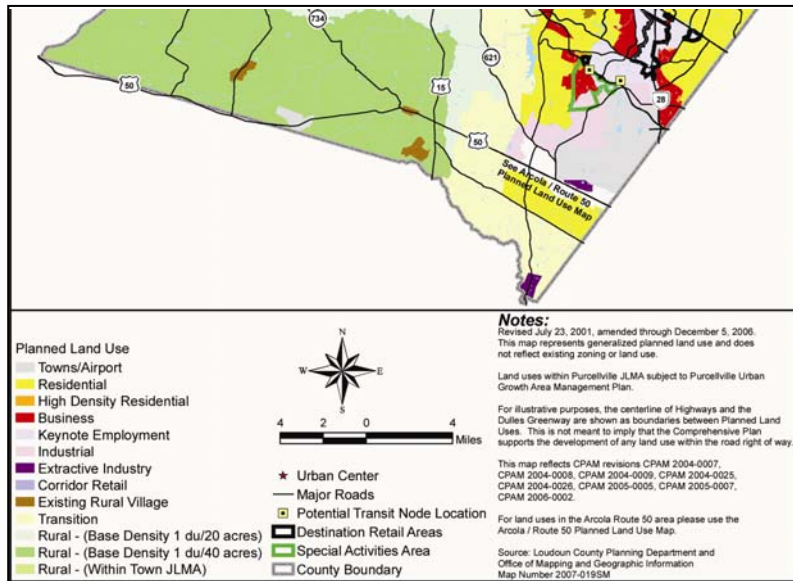 734
621
50
15
28
50
See Arcola / Route 50
Planned Land Use Map
Planned Land Use
Towns/Airport
Residential
High Density Residential
Business
Keynote Employment
Industrial
Extractive Industry
Corridor Retail
Existing Rural Village
Transition
Rural - (Base Density 1 du/20 acres)
Rural - (Base Density 1 du/40 acres)
Rural - (Within Town JLMA)
N
W E
S
4 2 0 4
Miles
Urban Center
Major Roads
Potential Transit Node Location
Destination Retail Areas
Special Activities Area
County Boundary
Notes:
Revised July 23, 2001, amended through December 5, 2006.
This map represents generalized planned land use and does
not reflect existing zoning or land use.
Land uses within Purcellville JLMA subject to Purcellville Urban
Growth Area Management Plan.
For illustrative purposes, the centerline of Highways and the
Dulles Greenway are shown as boundaries between Planned Land
Uses. This is not meant to imply that the Comprehensive Plan
supports the development of any land use within the road right of way.
This map reflects CPAM revisions CPAM 2004-0007,
CPAM 2004-0008, CPAM 2004-0009, CPAM 2004-0025,
CPAM 2004-0026, CPAM 2005-0005, CPAM 2005-0007,
CPAM 2006-0002.
For land uses in the Arcola Route 50 area please use the
Arcola / Route 50 Planned Land Use Map.
Source: Loudoun County Planning Department and
Office of Mapping and Geographic Information
Map Number 2007-019SM